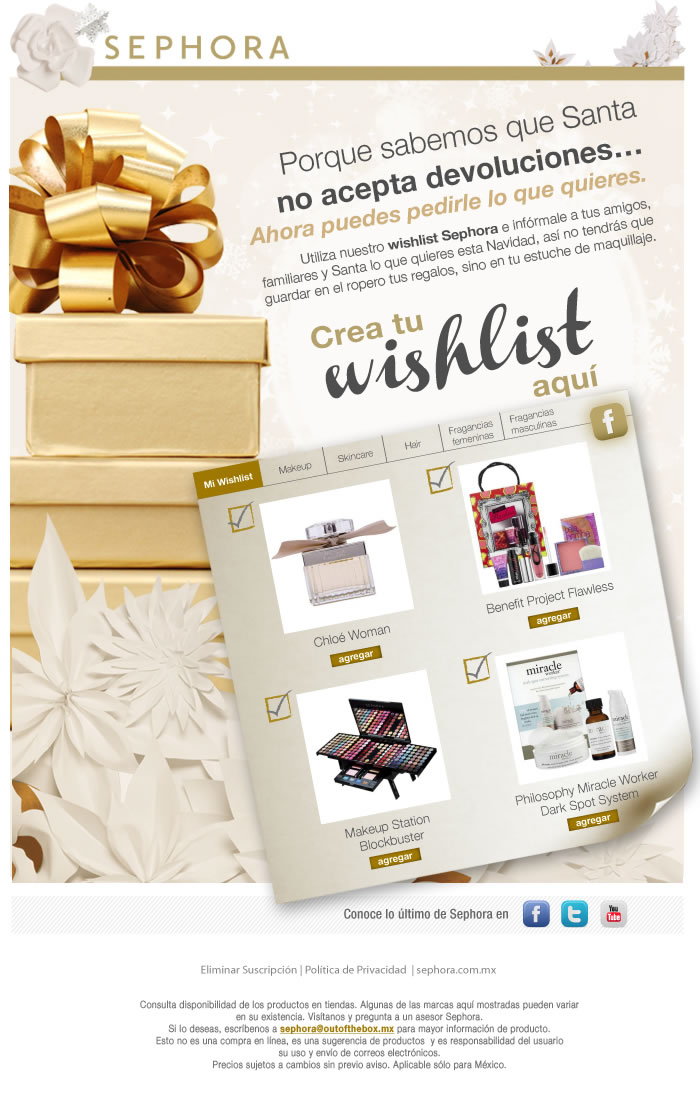 SEPHORA
Porque sabemos que Santa
no acepta devoluciones...
Ahora puedes pedirle lo que quieres.
Utiliza nuestro wishlist Sephora e infórmale a tus amigos,
familiares y Santa lo que quieres esta Navidad, así no tendrás que
guardar en el ropero tus regalos, sino en tu estuche de maquillaje.
Crea tu
wishlist
aquí
Mi Wishlist
Makeup
Skincare
Hair
Fragancias
femeninas
Fragancias
masculinas
f
Chloé Woman
agregar
Benefit Project Flawless
agregar
Makeup Station
Blockbuster
agregar
miracle
worker
miracle
miracle
Philosophy Miracle Worker
Dark Spot System
agregar
Conoce lo último de Sephora en
f
t
You
Tube
Eliminar Suscripción | Política de Privacidad | sephora.com.mx
Consulta disponibilidad de los productos en tiendas. Algunas de las marcas aquí mostradas pueden variar
en su existencia. Visítanos y pregunta a un asesor Sephora.
Si lo deseas, escríbenos a sephora@outofthebox.mx para mayor información de producto.
Esto no es una compra en línea, es una sugerencia de productos y es responsabilidad del usuario
su uso y envío de correos electrónicos.
Precios sujetos a cambios sin previo aviso. Aplicable sólo para México.